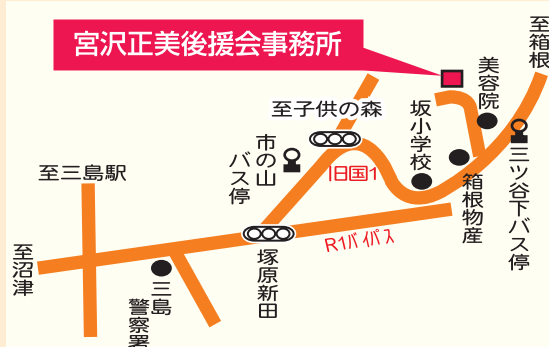 宮沢正美後援会事務所
至箱根
美容院
至子供の森
坂小学校
市の山
バス停
三ツ谷下バス停
旧国1
至三島駅
箱根物産
R1バイパス
至沼津
塚原新田
三島
警察署